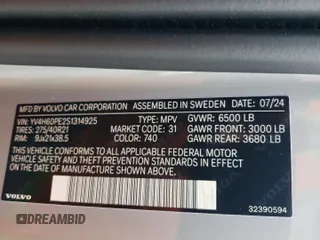 MFD BY VOLVO CAR CORPORATION ASSEMBLED IN SWEDEN 07/24
VIN: YV4H60PE2S1314925 TYPE: MPV GVWR: 6500 LB
TIRES: 275/40R21 MARKET CODE: 31 GAWR FRONT: 3000 LB
RIM: 9Jx21x38.5 COLOR: 740 GAWR REAR: 3680 LB
THIS VEHICLE CONFORMS TO ALL APPLICABLE FEDERAL MOTOR
VEHICLE SAFETY AND THEFT PREVENTION STANDARDS IN
EFFECT ON THE DATE OF MANUFACTURE SHOWN ABOVE.
VOLVO
32390594
DREAMBID